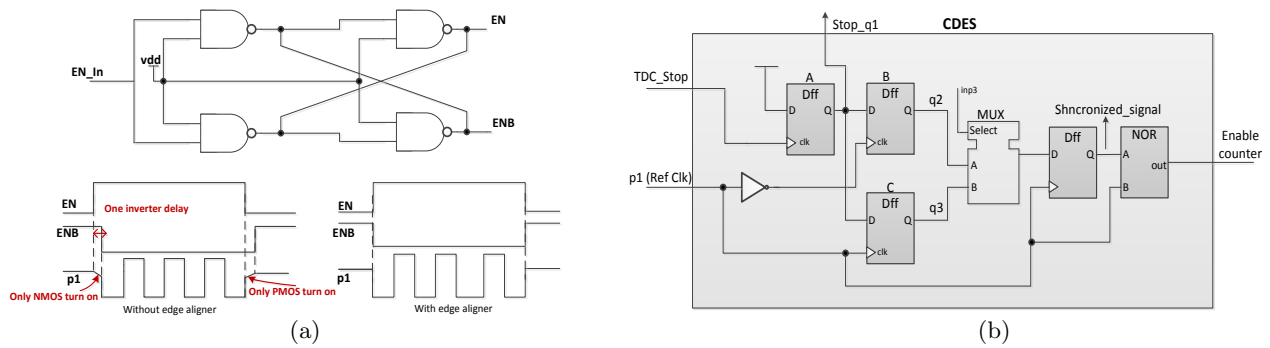 EN
vdd
EN_In
ENB
EN
One inverter delay
ENB
p1
Only NMOS turn on
Only PMOS turn on
Without edge aligner
EN
ENB
p1
With edge aligner
(a)
Stop_q1
CDES
TDC_Stop
A
Dff
D
clk
B
Dff
D
Q
clk
q2
inp3
MUX
Select
A
B
Shncronized_signal
Dff
D
Q
NOR
A
B
out
Enable
counter
p1 (Ref Clk)
C
Dff
D
Q
clk
q3
(b)